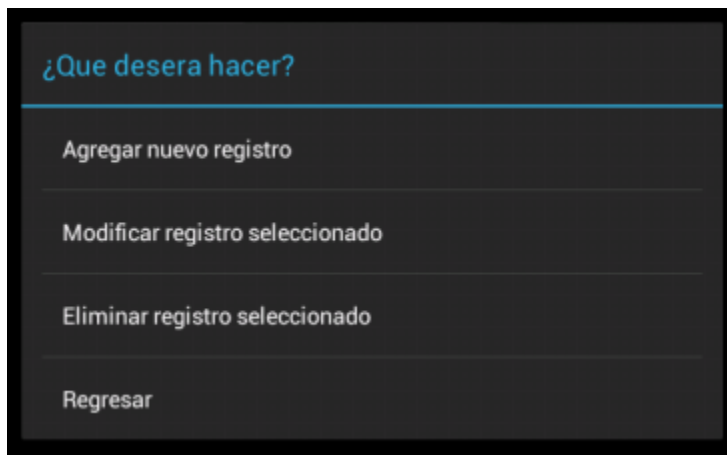 ¿Que desera hacer?
Agregar nuevo registro
Modificar registro seleccionado
Eliminar registro seleccionado
Regresar